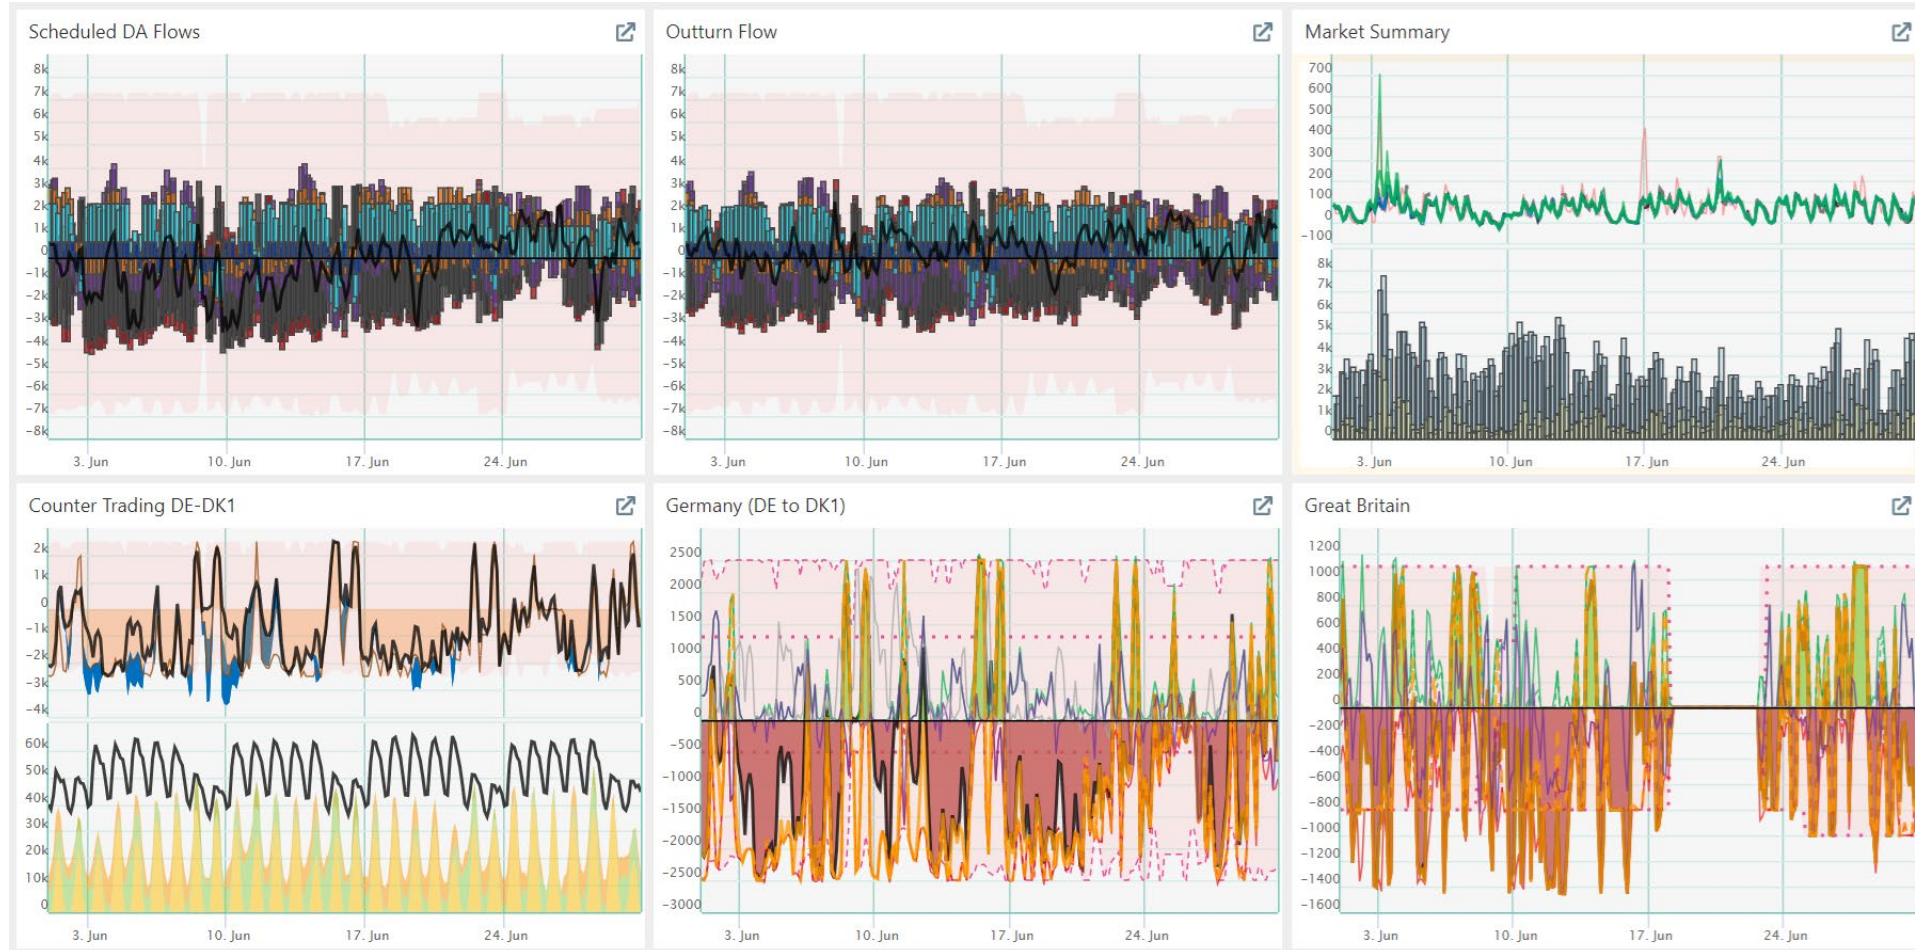 Scheduled DA Flows
8k
7k
6k
5k
4k
3k
2k
1k
0
-1k
-2k
-3k
-4k
-5k
-6k
-7k
-8k
3. Jun 10. Jun 17. Jun 24. Jun
Outturn Flow
8k
7k
6k
5k
4k
3k
2k
1k
0
-1k
-2k
-3k
-4k
-5k
-6k
-7k
-8k
3. Jun 10. Jun 17. Jun 24. Jun
Market Summary
700
600
500
400
300
200
100
0
-100
8k
7k
6k
5k
4k
3k
2k
1k
0
3. Jun 10. Jun 17. Jun 24. Jun
Counter Trading DE-DK1
2k
1k
0
-1k
-2k
-3k
-4k
60k
50k
40k
30k
20k
10k
0
3. Jun 10. Jun 17. Jun 24. Jun
Germany (DE to DK1)
2500
2000
1500
1000
500
0
-500
-1000
-1500
-2000
-2500
-3000
3. Jun 10. Jun 17. Jun 24. Jun
Great Britain
1200
1000
800
600
400
200
0
-200
-400
-600
-800
-1000
-1200
-1400
-1600
3. Jun 10. Jun 17. Jun 24. Jun